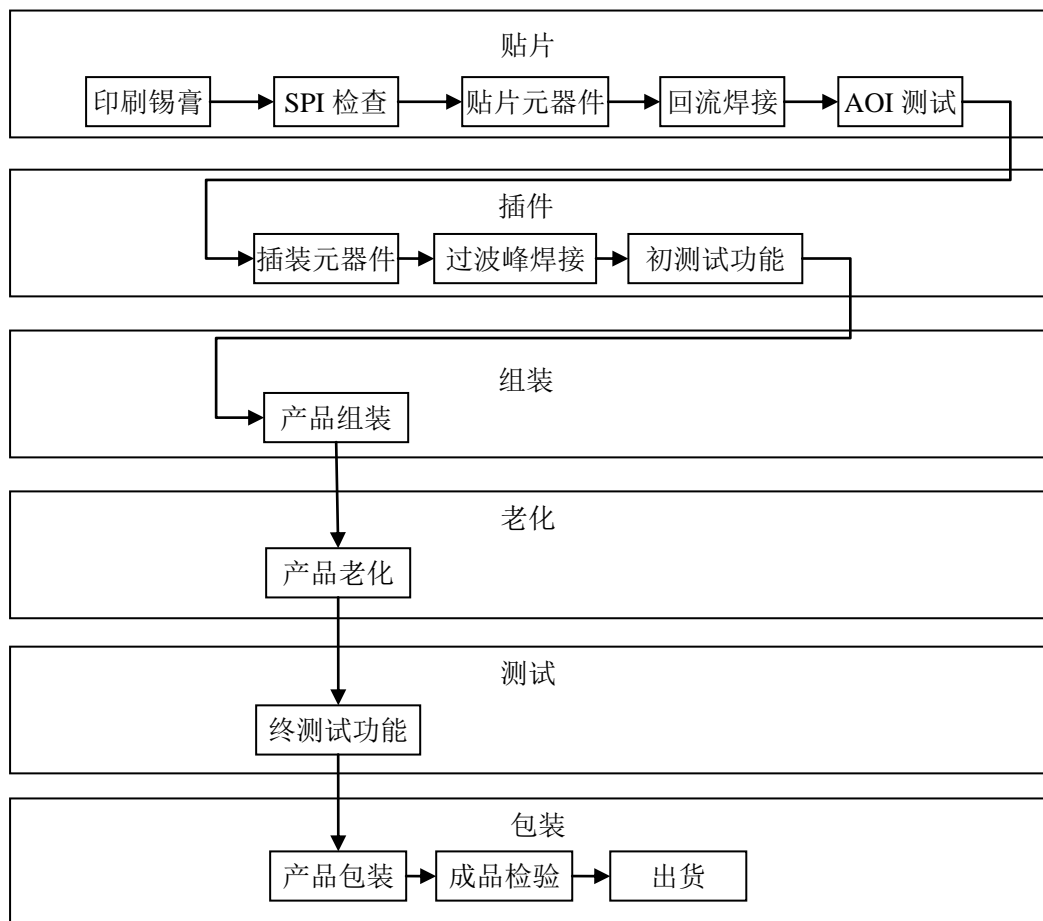 贴片
印刷锡膏
SPI 检查
贴片元器件
回流焊接
AOI 测试
插件
插装元器件
过波峰焊接
初测试功能
组装
产品组装
老化
产品老化
测试
终测试功能
包装
产品包装
成品检验
出货